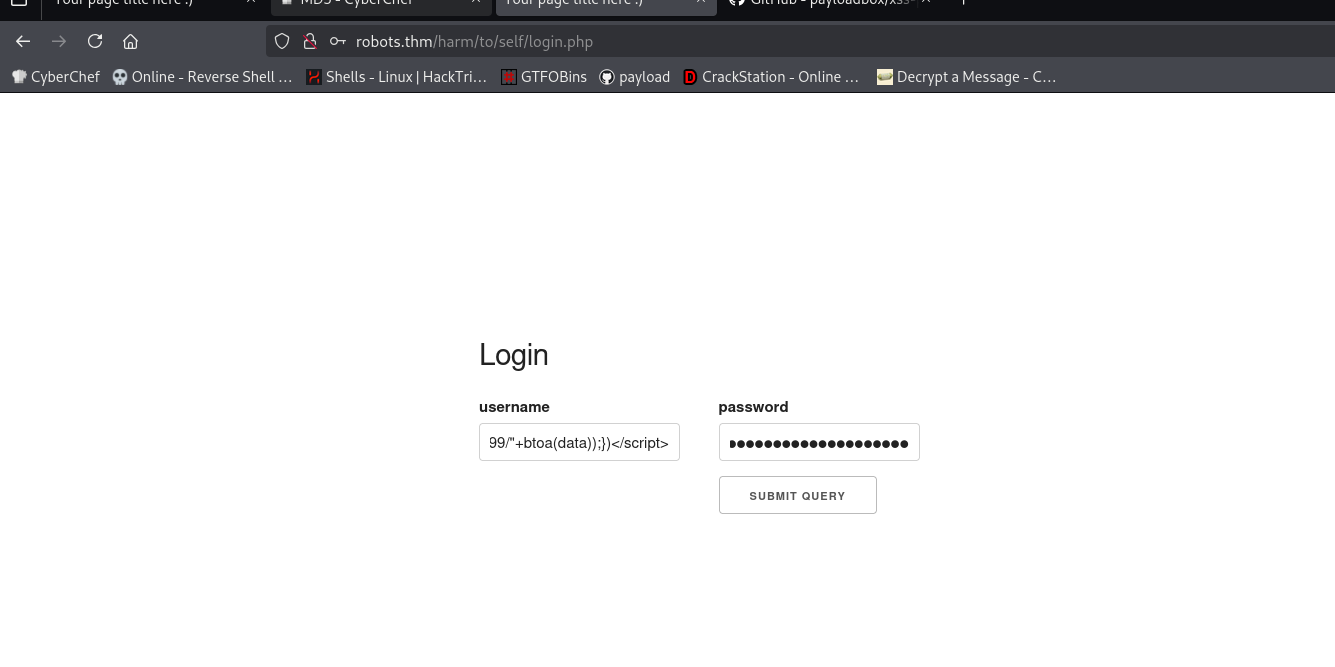 Your page title here :)
MD5 - CyberChef
Your page title here :)
GitHub - payloadbox/xss-
robots.thm/harm/to/self/login.php
CyberChef
Online - Reverse Shell ...
Shells - Linux | HackTri...
GTFOBins
payload
CrackStation - Online ...
Decrypt a Message - C...
Login
username
password
99/"+btoa(data));})</script>
SUBMIT QUERY